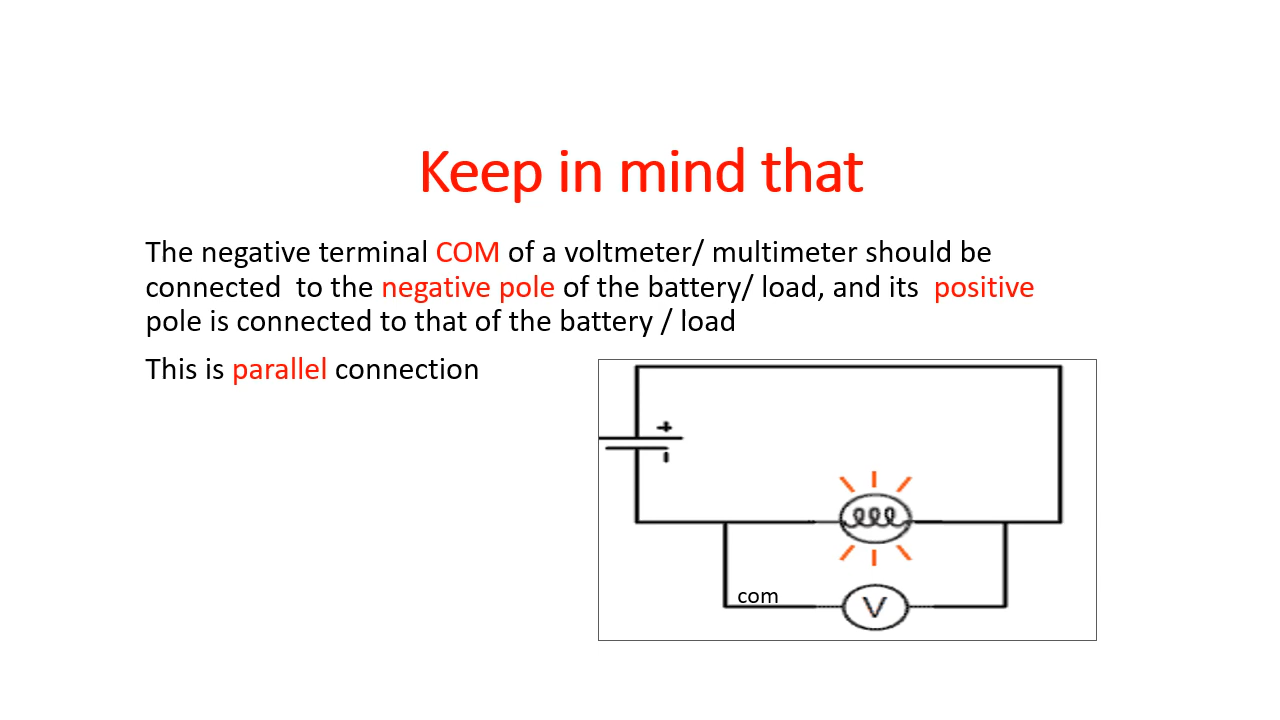 Keep in mind that
The negative terminal COM of a voltmeter/ multimeter should be
connected  to the negative pole of the battery/ load, and its  positive
pole is connected to that of the battery / load
This is parallel connection
+
-
com
V